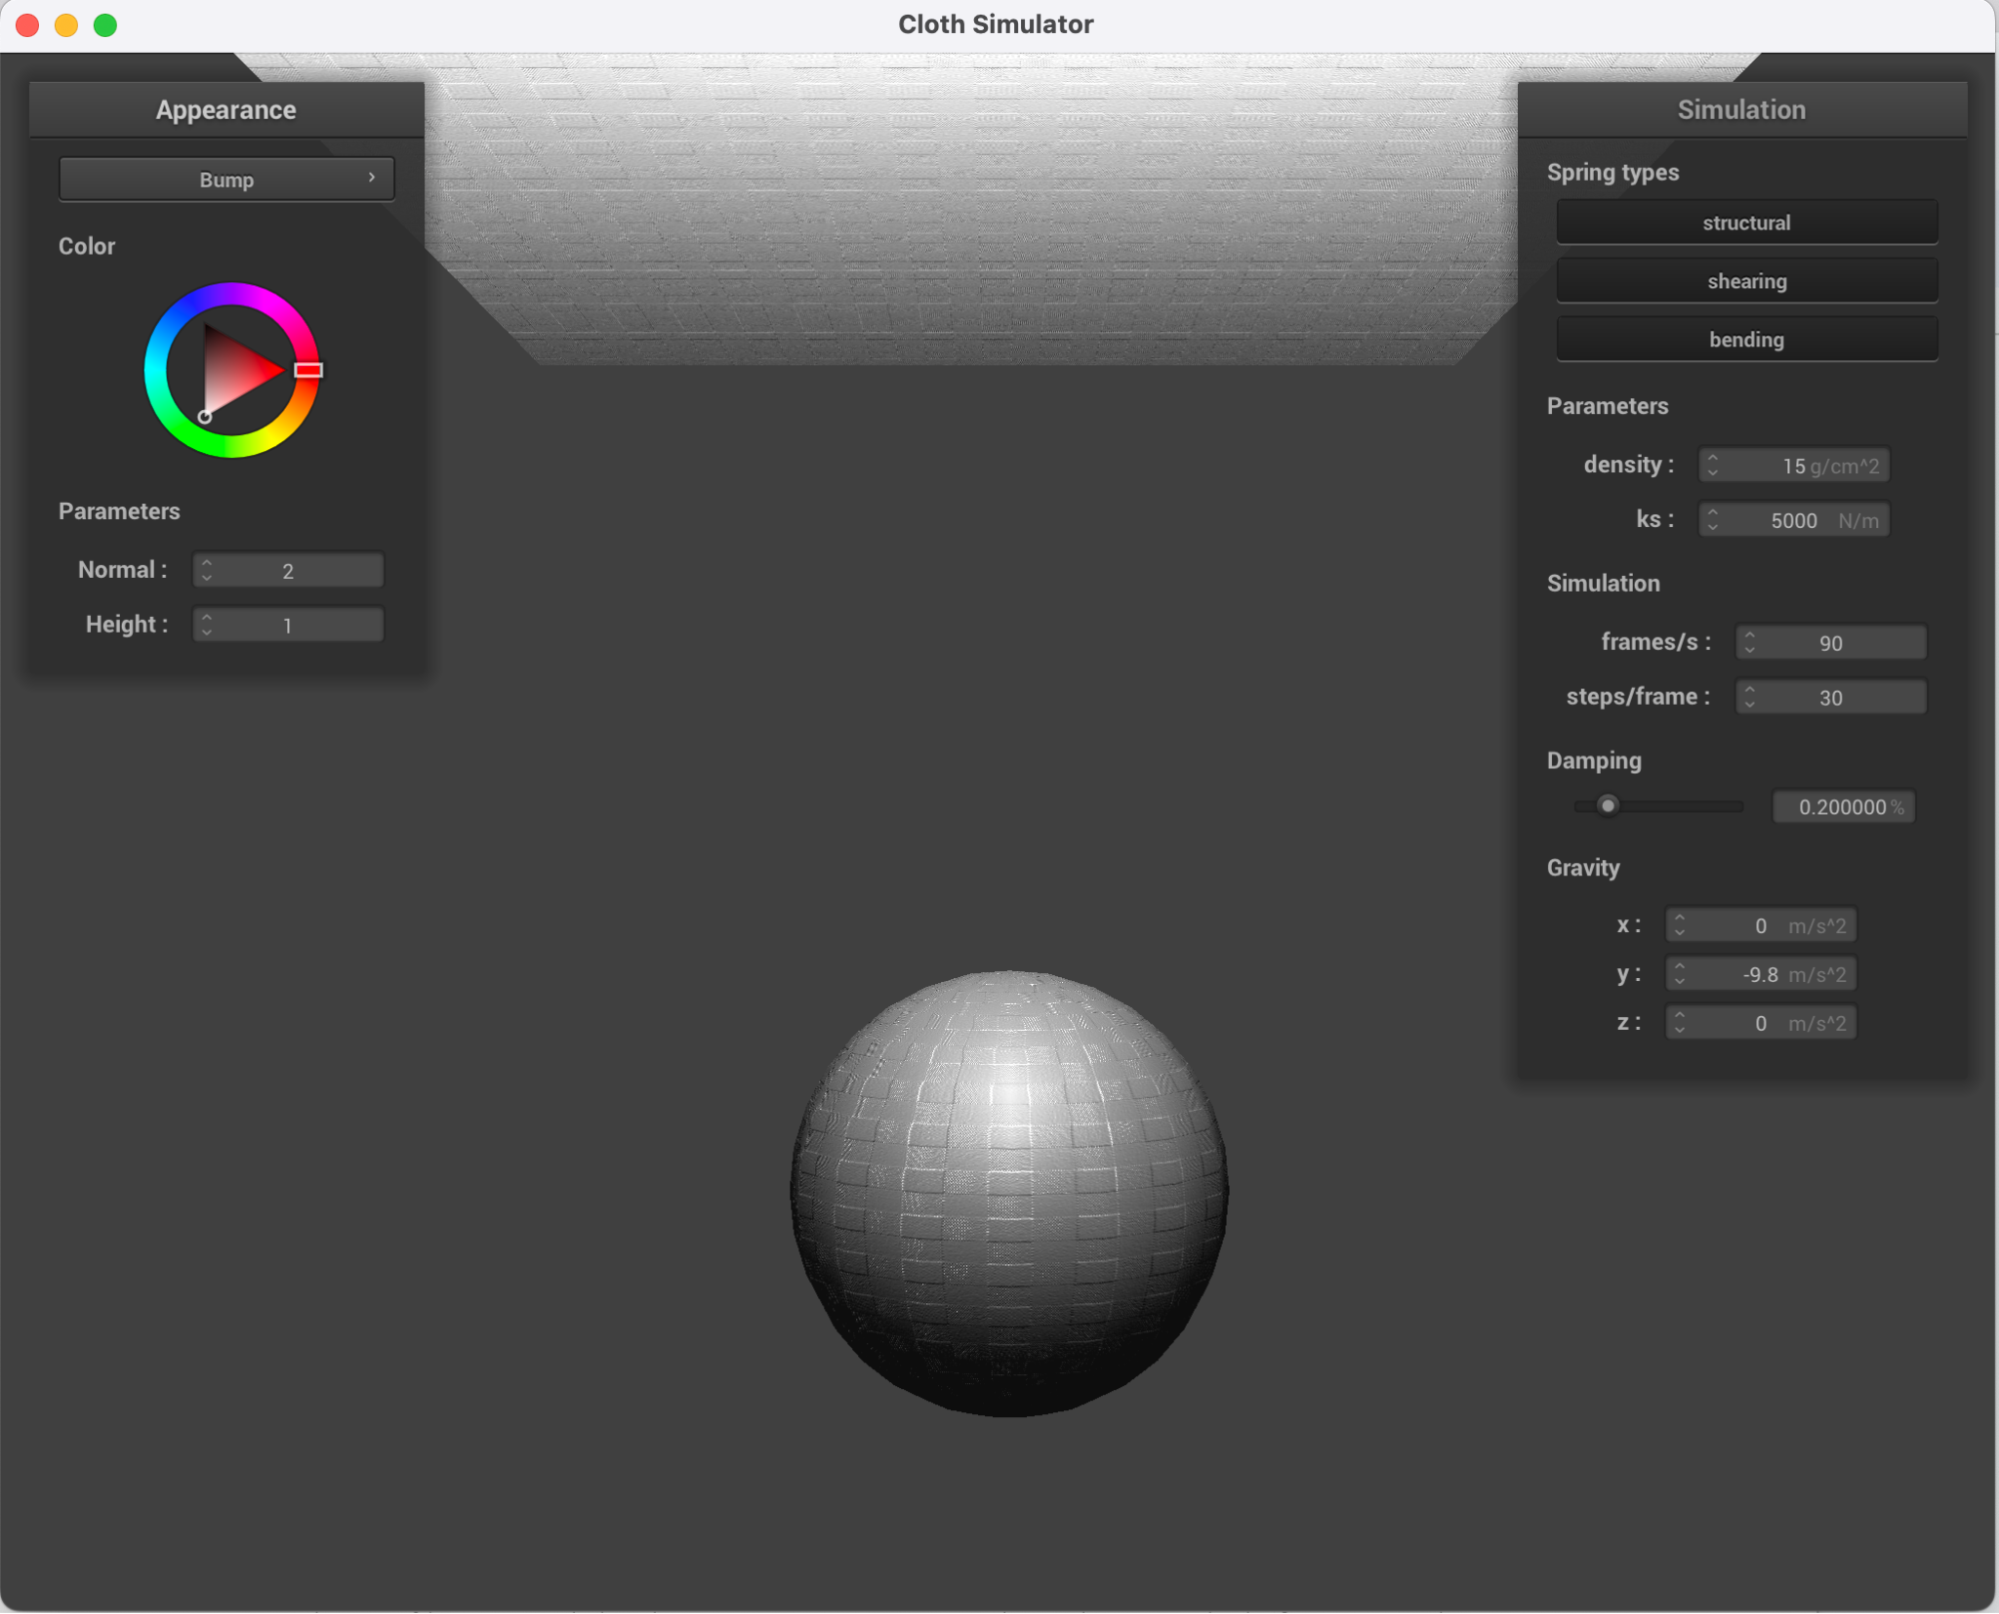 Cloth Simulator
Appearance
Bump
Color
Parameters
Normal : 2
Height : 1
Simulation
Spring types
structural
shearing
bending
Parameters
density : 15 g/cm^2
ks : 5000 N/m
Simulation
frames/s : 90
steps/frame : 30
Damping
0.200000 %
Gravity
x : 0 m/s^2
y : -9.8 m/s^2
z : 0 m/s^2